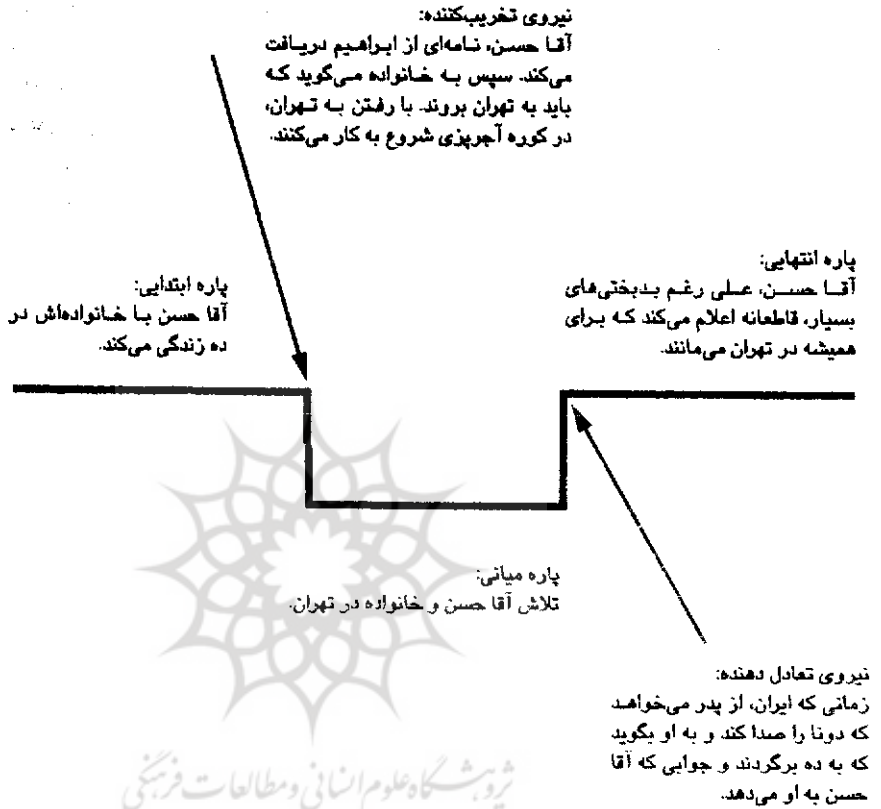 نیروی تخریب‌کننده:
آقا حسن، نامه‌ای از ابراهیم دریافت
می‌کند. سپس به خانواده می‌گوید که
باید به تهران بروند. با رفتن به تهران،
در کوره آجرپزی شروع به کار می‌کنند.
پاره انتهایی:
آقا حسن، علی رغم بدبختی‌های
بسیار، قاطعانه اعلام می‌کند که برای
همیشه در تهران می‌مانند.
پاره ابتدایی:
آقا حسن با خانواده‌اش در
ده زندگی می‌کند.
پاره میانی:
تلاش آقا حسن و خانواده در تهران.
نیروی تعادل دهنده:
زمانی که ایران، از پدر می‌خواهد
که دونا را صدا کند و به او بگوید
که به ده برگردند و جوابی که آقا
حسن به او می‌دهد.
پژوهشگاه علوم انسانی و مطالعات فرهنگی